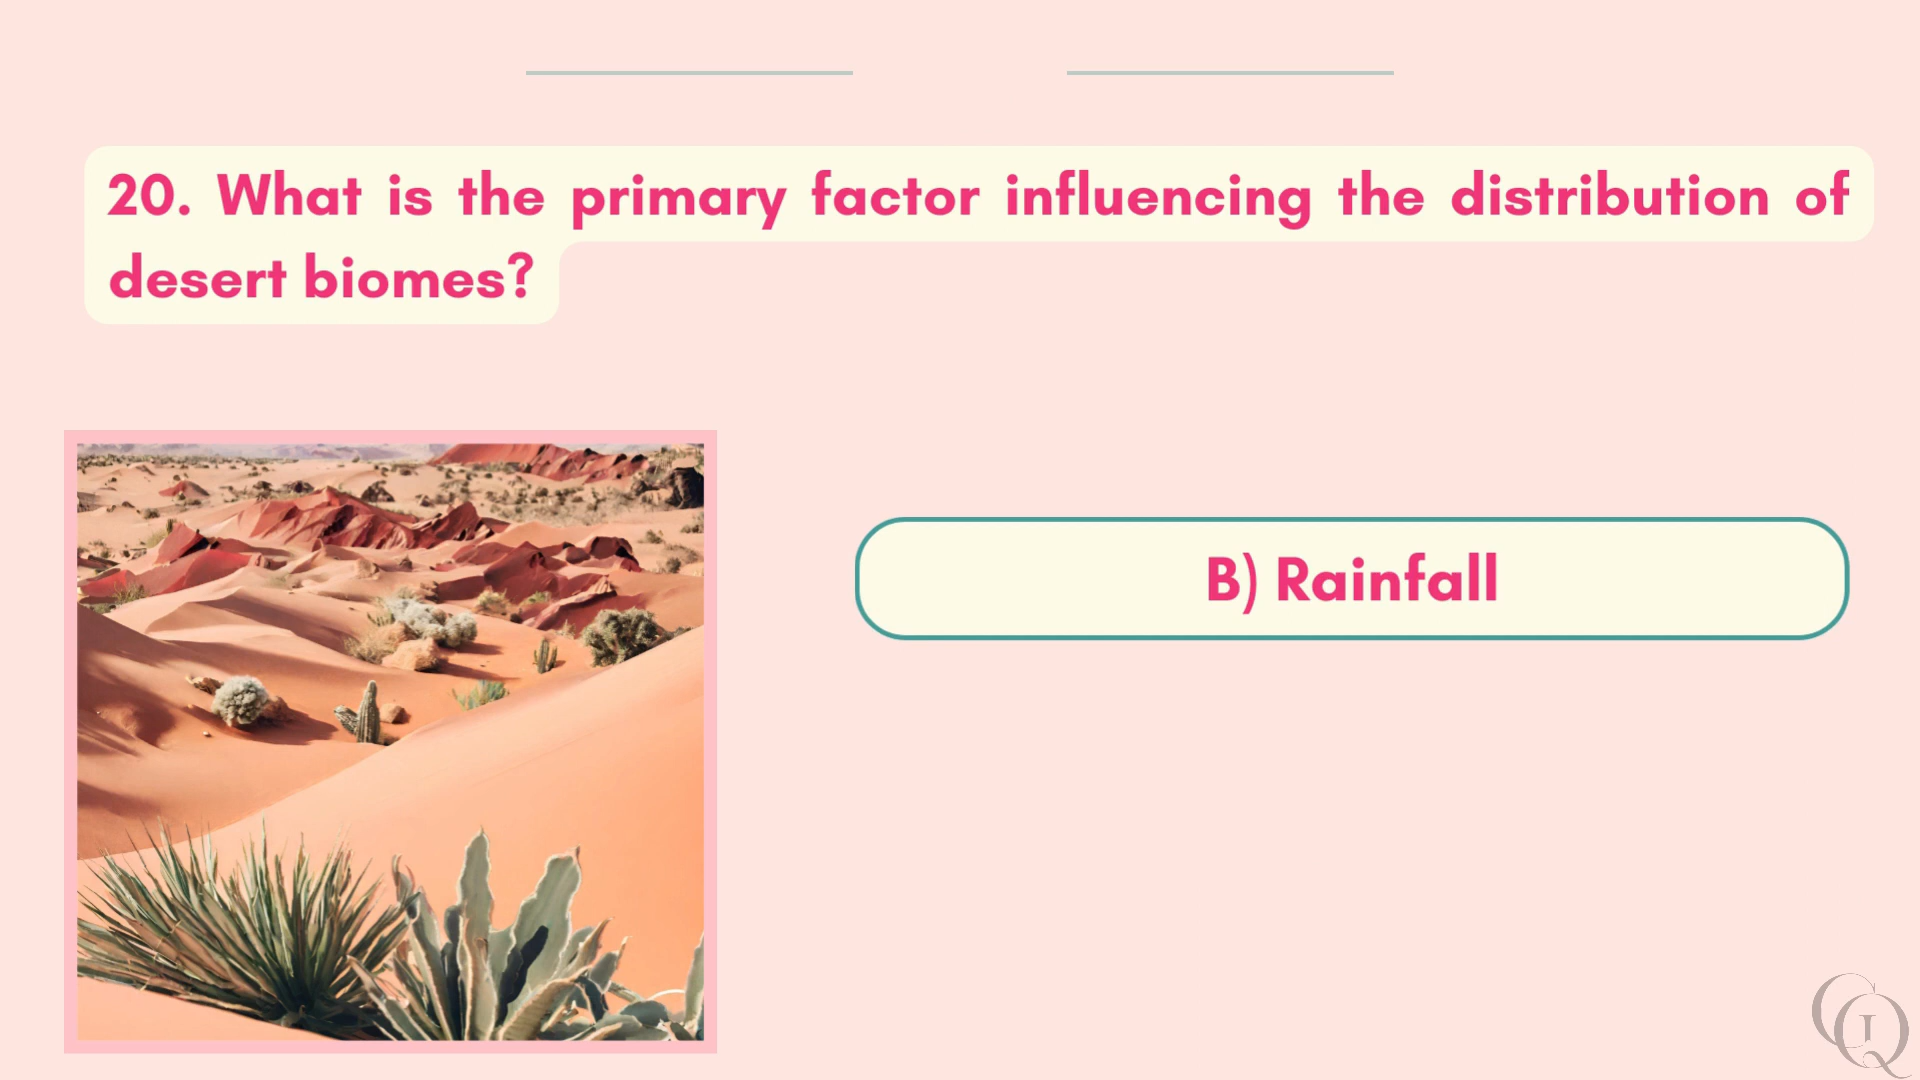 20. What is the primary factor influencing the distribution of
desert biomes?
B) Rainfall